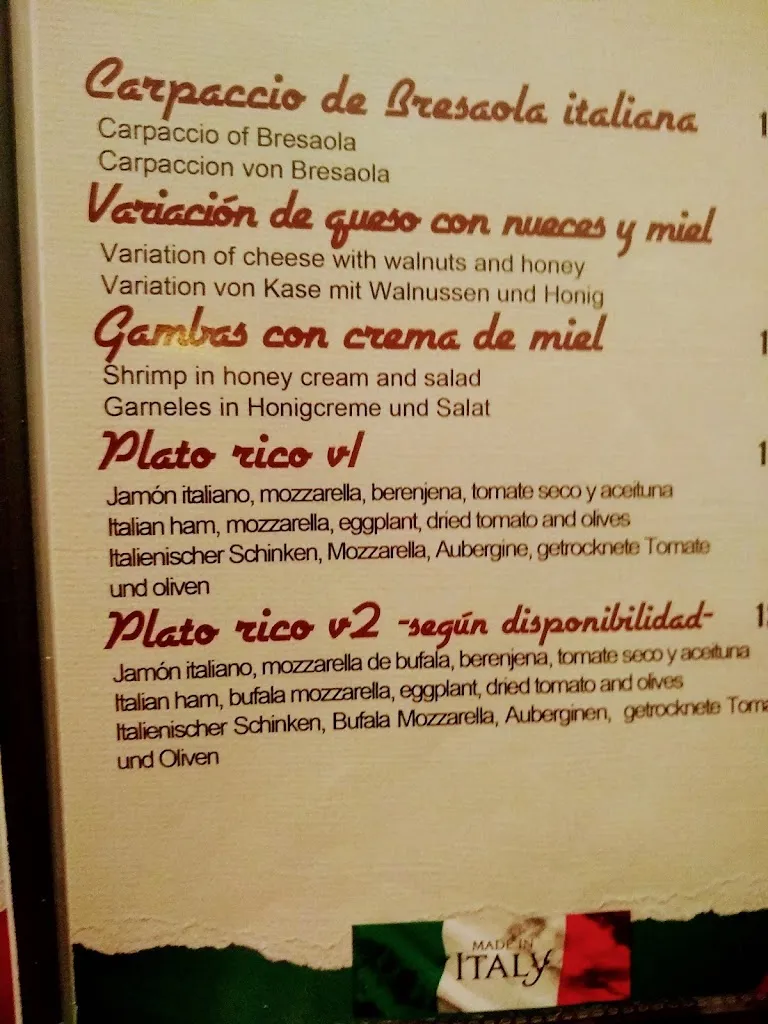 Carpaccio de Bresaola italiana
Carpaccio of Bresaola
Carpaccion von Bresaola
Variación de queso con nueces y miel
Variation of cheese with walnuts and honey
Variation von Kase mit Walnussen und Honig
Gambas con crema de miel
Shrimp in honey cream and salad
Garneles in Honigcreme und Salat
Plato rico v1
Jamón italiano, mozzarella, berenjena, tomate seco y aceituna
Italian ham, mozzarella, eggplant, dried tomato and olives
Italienischer Schinken, Mozzarella, Aubergine, getrocknete Tomate
und oliven
Plato rico v2 -según disponibilidad-
Jamón italiano, mozzarella de bufala, berenjena, tomate seco y aceituna
Italian ham, bufala mozzarella, eggplant, dried tomato and olives
Italienischer Schinken, Bufala Mozzarella, Auberginen, getrocknete
und Oliven
MADE IN
ITALY